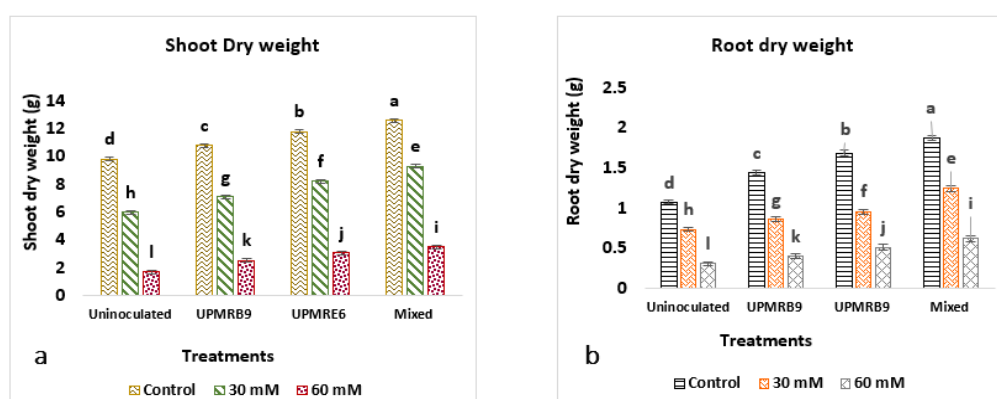 Shoot Dry weight
Shoot dry weight (g)
14
12
10
8
6
4
2
0
d
h
l
c
g
k
b
f
j
a
e
i
Uninoculated UPMRB9 UPMRE6 Mixed
Treatments
a
Control 30 mM 60 mM
Root dry weight
Root dry weight (g)
2.5
2
1.5
1
0.5
0
d
h
l
c
g
k
b
f
j
a
e
i
Uninoculated UPMRB9 UPMRB9 Mixed
Treatments
b
Control 30 mM 60 mM